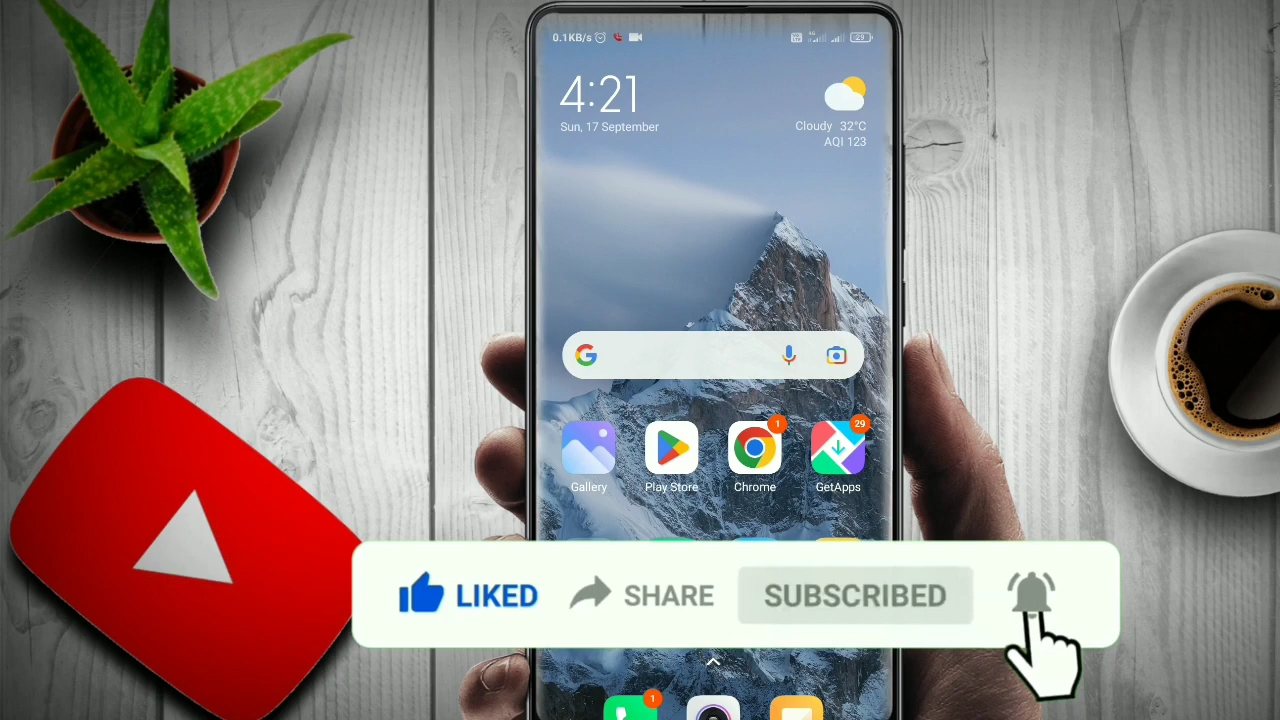 0.1KB/s
29
4:21
Sun, 17 September
Cloudy 32°C
AQI 123
1
29
Gallery
Play Store
Chrome
GetApps
LIKED
SHARE
SUBSCRIBED
1